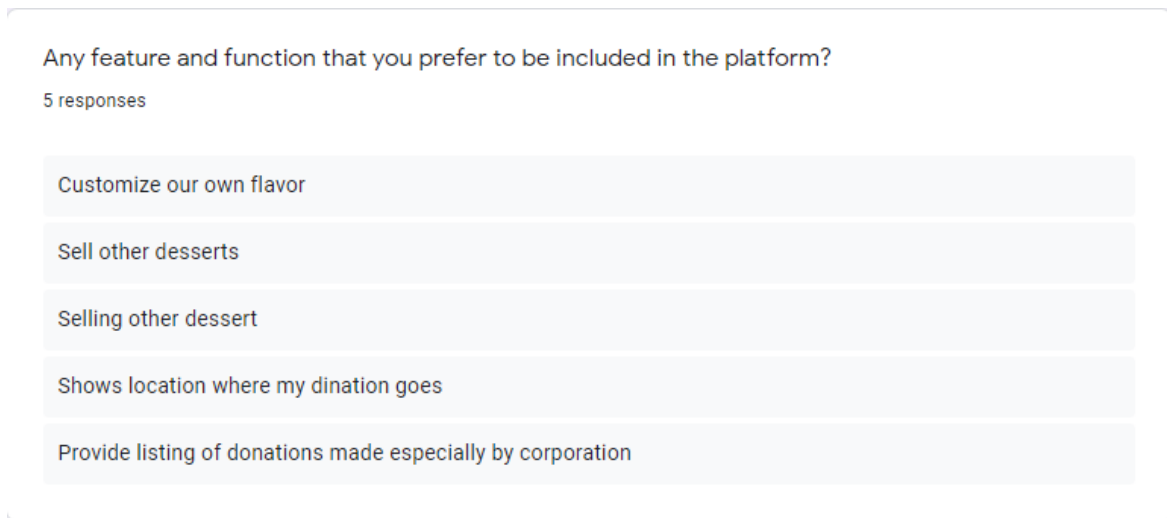 Any feature and function that you prefer to be included in the platform?
5 responses
Customize our own flavor
Sell other desserts
Selling other dessert
Shows location where my dination goes
Provide listing of donations made especially by corporation